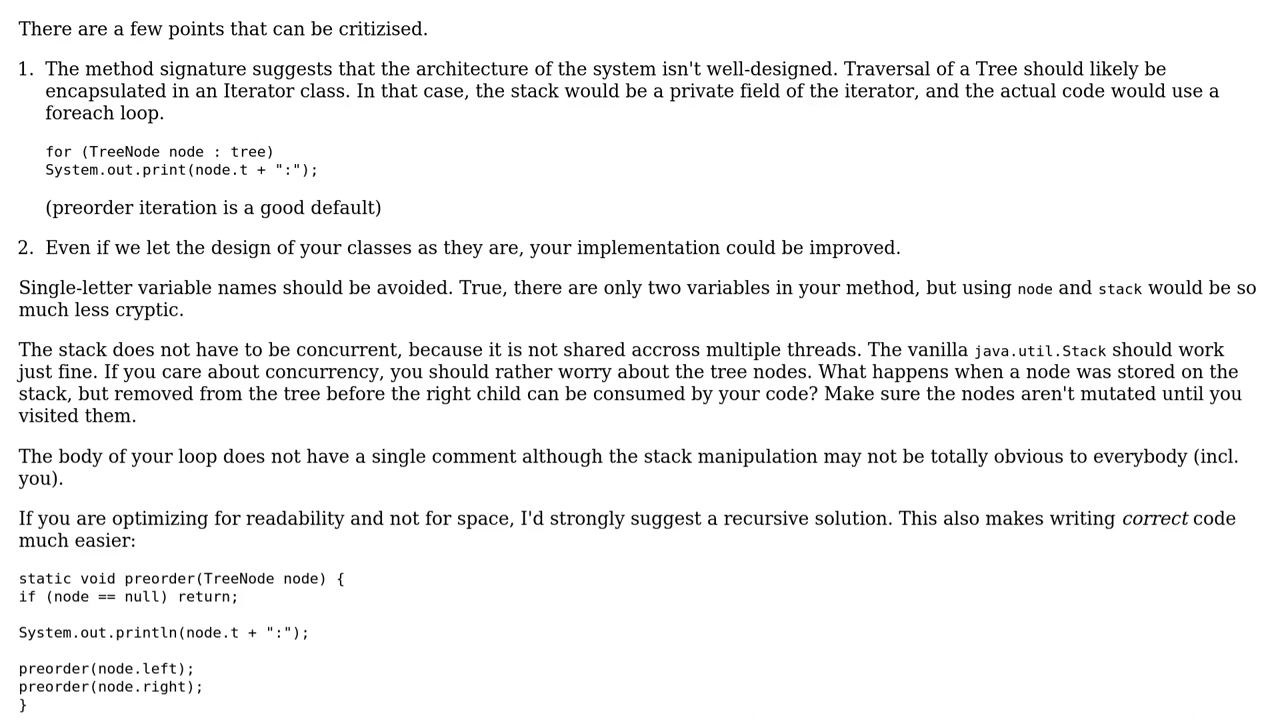 There are a few points that can be critizised.
1. The method signature suggests that the architecture of the system isn't well-designed. Traversal of a Tree should likely be
encapsulated in an Iterator class. In that case, the stack would be a private field of the iterator, and the actual code would use a
foreach loop.
for (TreeNode node : tree)
System.out.print(node.t + ":");
(preorder iteration is a good default)
2. Even if we let the design of your classes as they are, your implementation could be improved.
Single-letter variable names should be avoided. True, there are only two variables in your method, but using node and stack would be so
much less cryptic.
The stack does not have to be concurrent, because it is not shared accross multiple threads. The vanilla java.util.Stack should work
just fine. If you care about concurrency, you should rather worry about the tree nodes. What happens when a node was stored on the
stack, but removed from the tree before the right child can be consumed by your code? Make sure the nodes aren't mutated until you
visited them.
The body of your loop does not have a single comment although the stack manipulation may not be totally obvious to everybody (incl.
you).
If you are optimizing for readability and not for space, I'd strongly suggest a recursive solution. This also makes writing correct code
much easier:
static void preorder(TreeNode node) {
if (node == null) return;
System.out.println(node.t + ":");
preorder(node.left);
preorder(node.right);
}